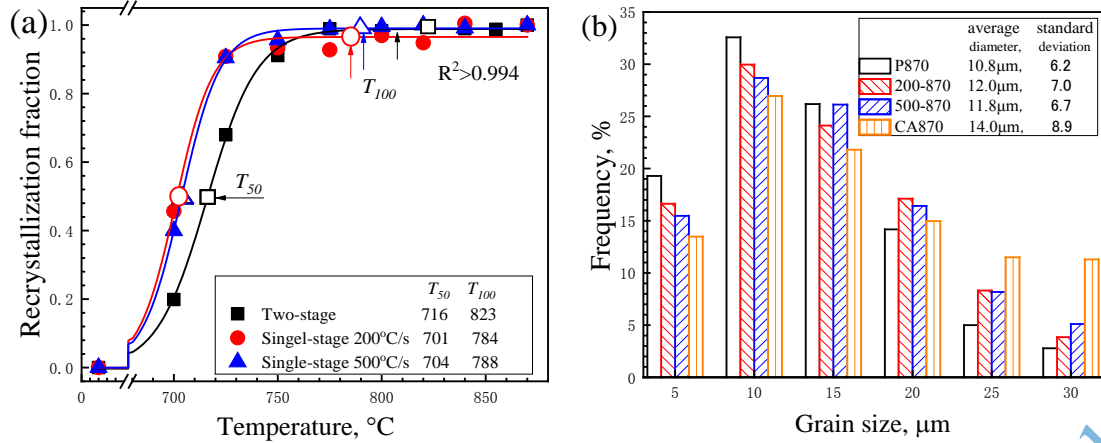 (a)
Recrystallization fraction
1.0
0.8
0.6
0.4
0.2
0.0
0 700 750 800 850
Temperature, °C
T100
R²>0.994
T50
T50 T100
Two-stage 716 823
Singel-stage 200°C/s 701 784
Single-stage 500°C/s 704 788
(b)
Frequency, %
35
30
25
20
15
10
5
0
5 10 15 20 25 30
Grain size, μm
average standard
diameter, deviation
P870 10.8μm, 6.2
200-870 12.0μm, 7.0
500-870 11.8μm, 6.7
CA870 14.0μm, 8.9